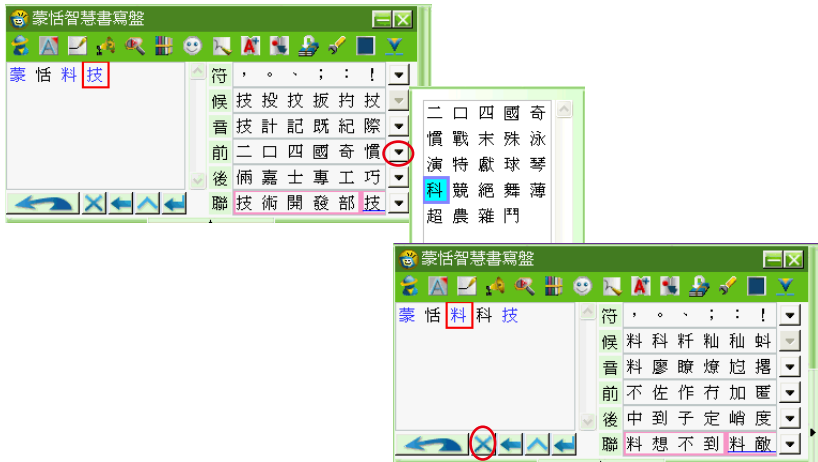 蒙恬智慧書寫盤
蒙恬料技
符 , 。 、 ; : !
候 技 投 扙 扳 扚 扠
音 技 計 記 既 紀 際
前 二 口 四 國 奇 慣
後 倆 嘉 士 專 工 巧
聯 技 術 開 發 部 技
二 口 四 國 奇
慣 戰 末 殊 泳
演 特 獻 球 琴
科 競 絕 舞 薄
超 農 雜 鬥
蒙恬智慧書寫盤
蒙恬料科技
符 , 。 、 ; : !
候 料 科 粁 籼 秈 蚪
音 料 廖 瞭 燎 尥 撂
前 不 佐 作 冇 加 匿
後 中 到 子 定 峭 度
聯 料 想 不 到 料 敵